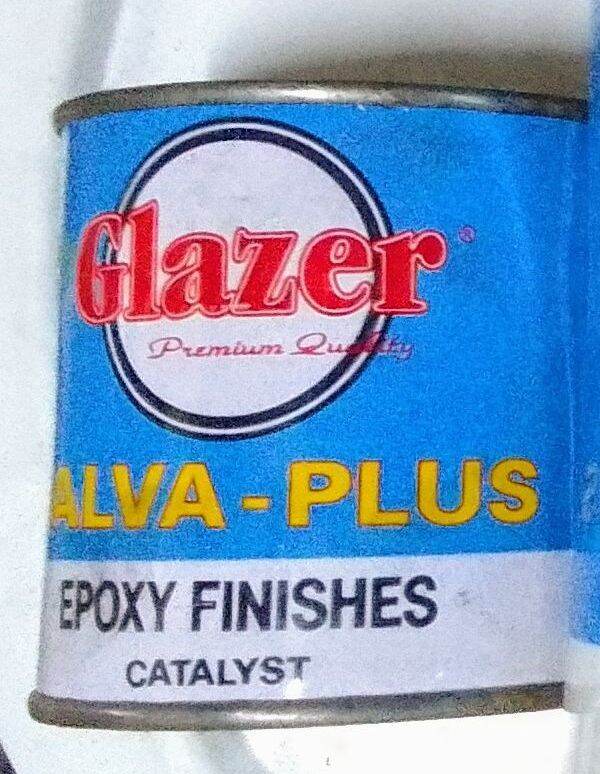 Glazer®
Premium Quality
ALVA-PLUS
EPOXY FINISHES
CATALYST